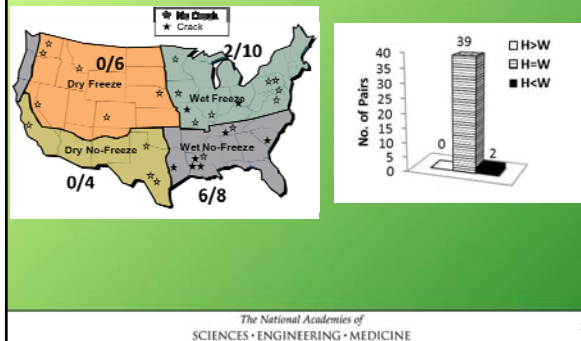 No Crack
Crack
0/6
2/10
Dry Freeze
Wet Freeze
Dry No-Freeze
Wet No-Freeze
0/4
6/8
No. of Pairs
40
35
30
25
20
15
10
5
0
0
39
2
H>W
H=W
H<W
The National Academies of
SCIENCES • ENGINEERING • MEDICINE